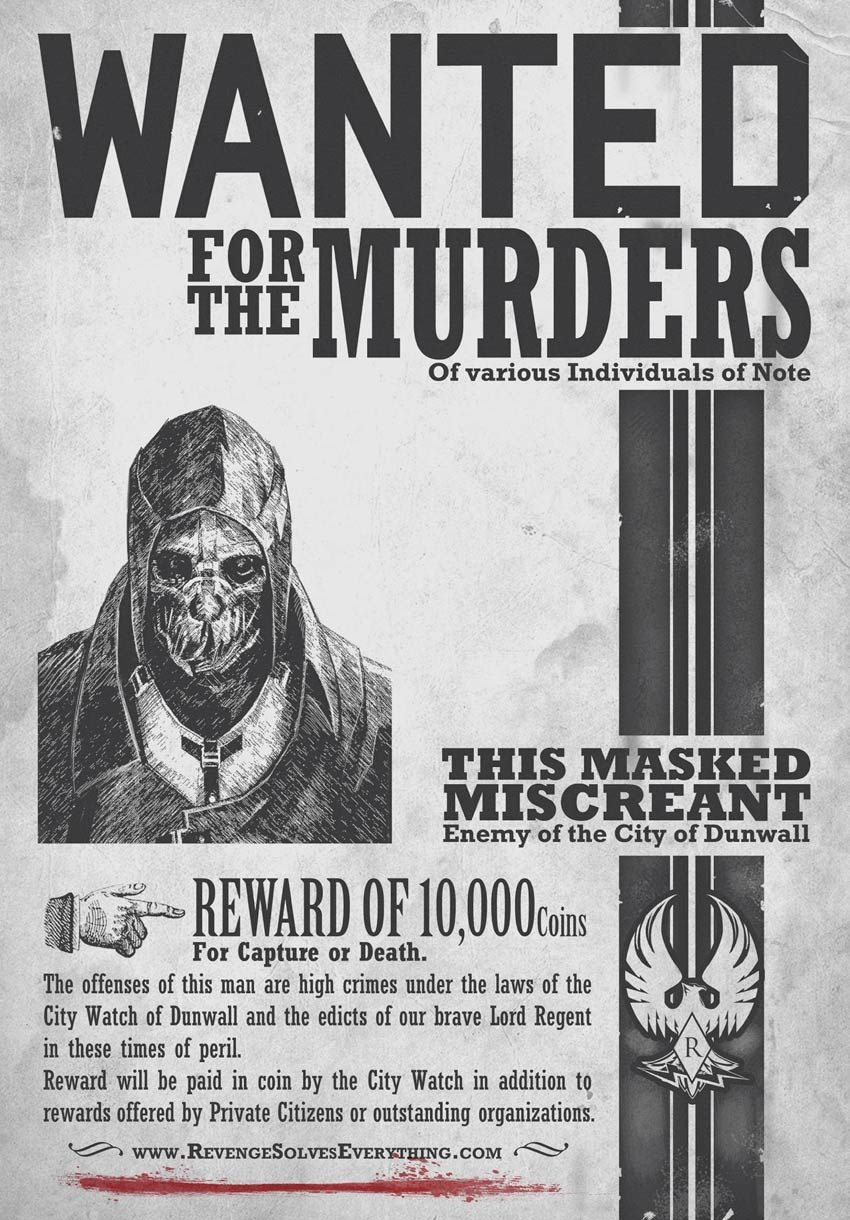 WANTED
FOR
THE MURDERS
Of various Individuals of Note
THIS MASKED
MISCREANT
Enemy of the City of Dunwall
REWARD OF 10,000 Coins
For Capture or Death.
The offenses of this man are high crimes under the laws of the
City Watch of Dunwall and the edicts of our brave Lord Regent
in these times of peril.
Reward will be paid in coin by the City Watch in addition to
rewards offered by Private Citizens or outstanding organizations.
www.RevengeSolvesEverything.com
R